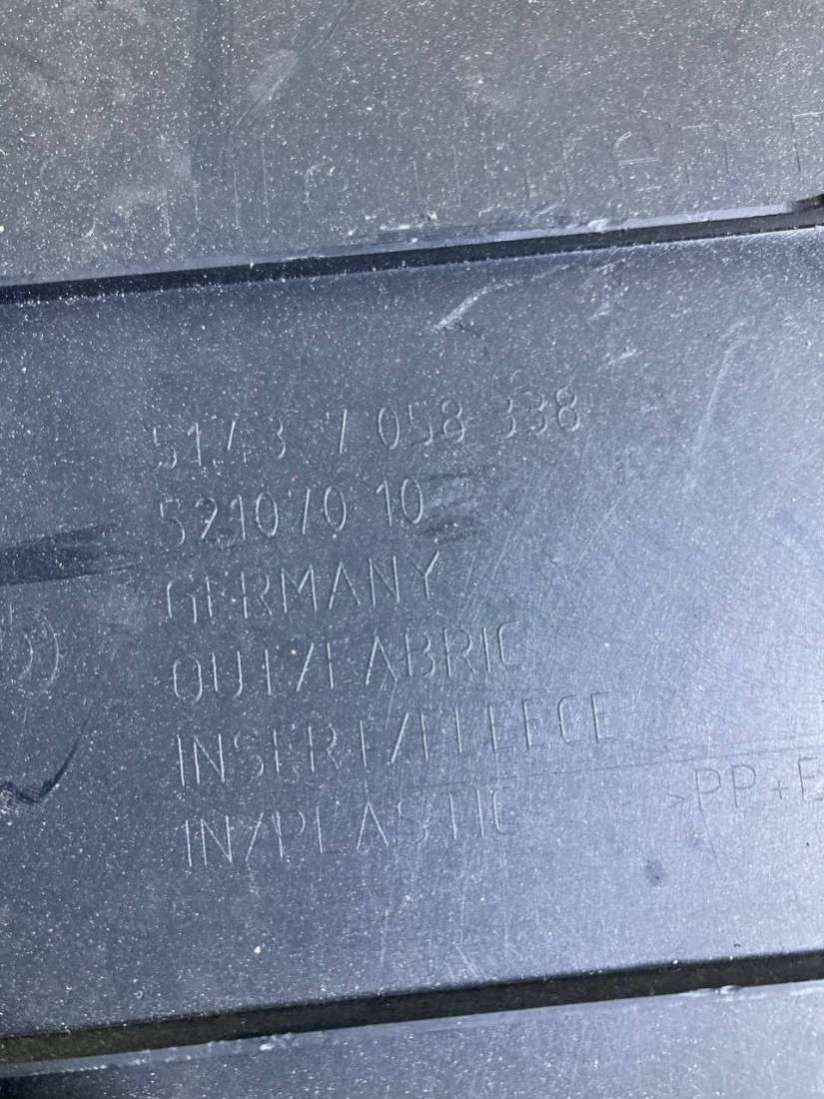 51.43 7 058 338
521070 10
GERMANY
OUT/FABRIC
INSERT/FLEECE
IN/PLASTIC
>PP+E